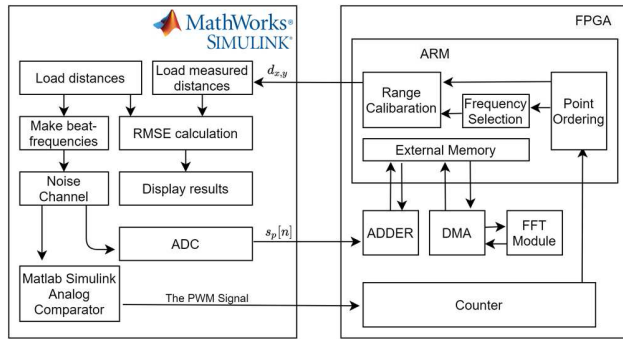 MathWorks®
SIMULINK®
Load distances
Load measured
distances
Make beat-
frequencies
RMSE calculation
Noise
Channel
Display results
ADC
Matlab Simulink
Analog
Comparator
d_{x,y}
s_p[n]
The PWM Signal
FPGA
ARM
Range
Calibaration
Frequency
Selection
Point
Ordering
External Memory
ADDER
DMA
FFT
Module
Counter